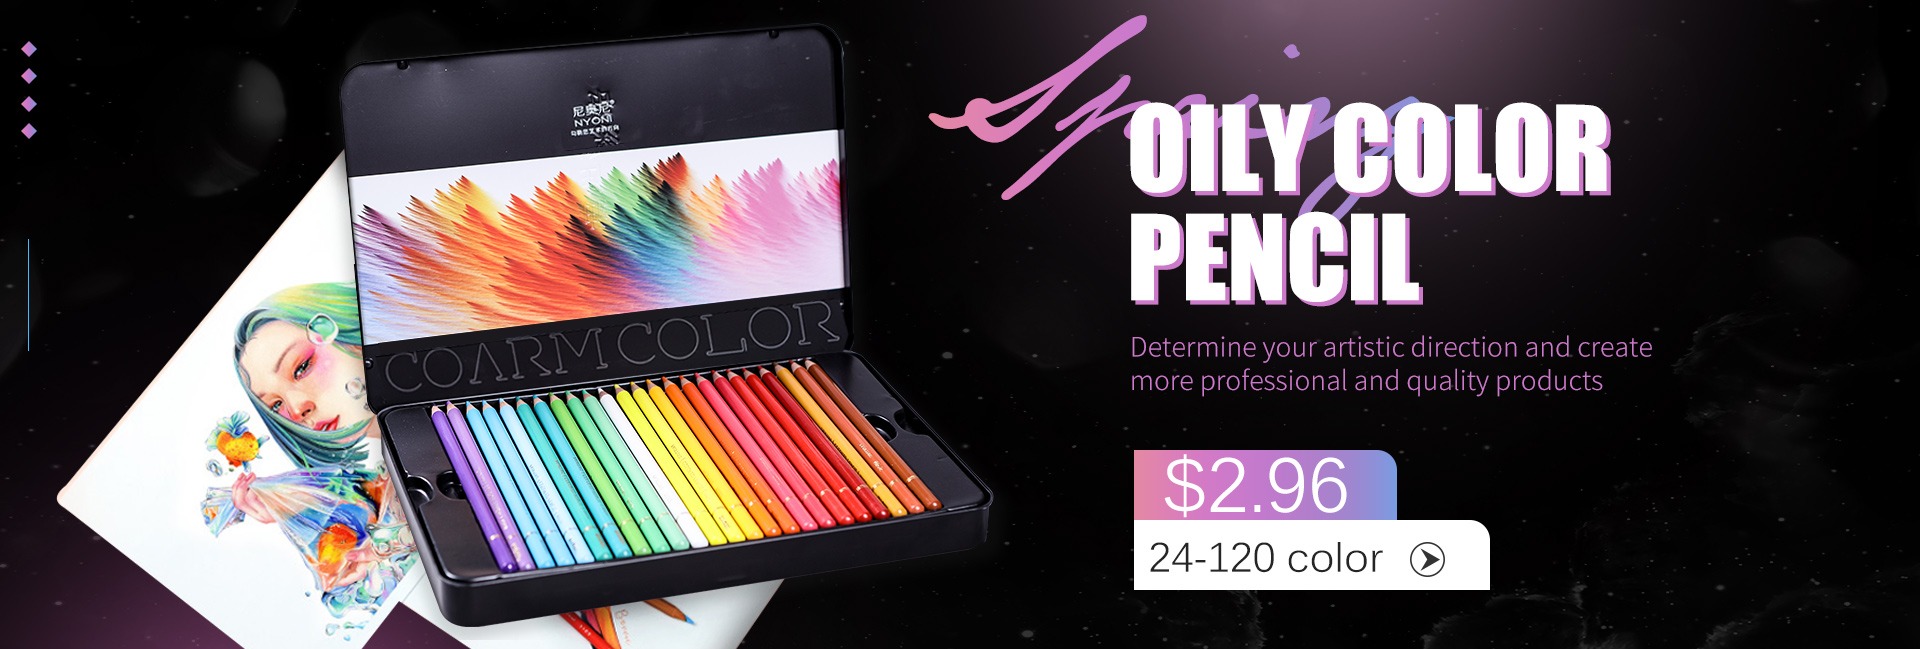 Spring
OILY COLOR
PENCIL
Determine your artistic direction and create
more professional and quality products
$2.96
24-120 color
尼奥尼
NYONI
COARM COLOR